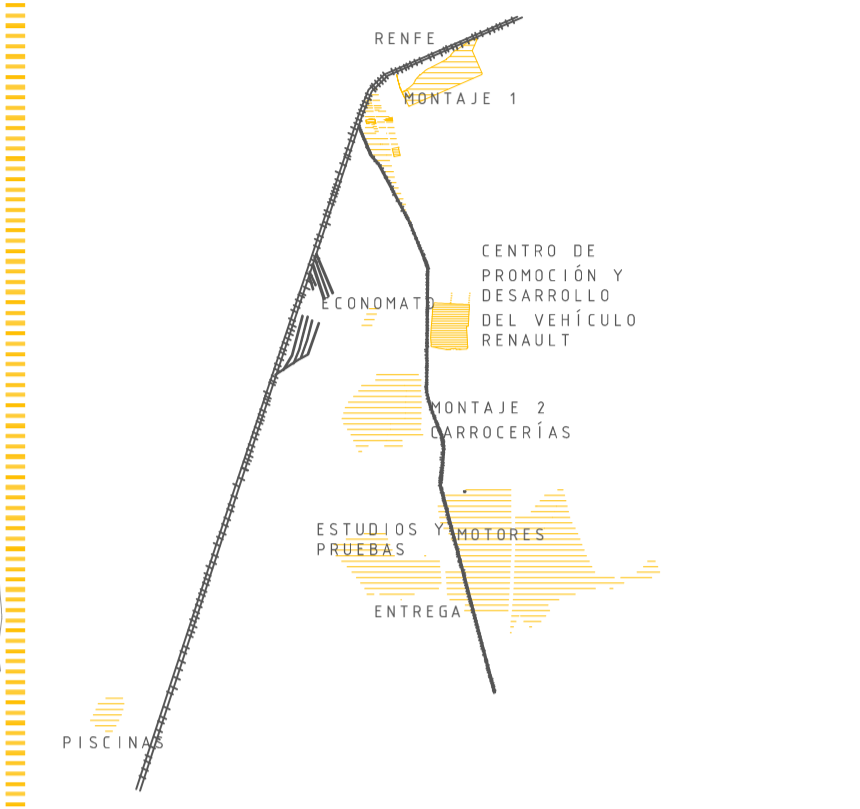 RENFE
MONTAJE 1
CENTRO DE
PROMOCIÓN Y
DESARROLLO
DEL VEHÍCULO
RENAULT
ECONOMATO
MONTAJE 2
CARROCERÍAS
ESTUDIOS Y
PRUEBAS
MOTORES
ENTREGA
PISCINAS